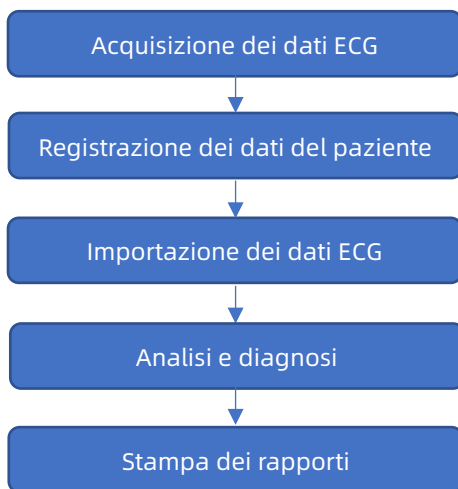 Acquisizione dei dati ECG
Registrazione dei dati del paziente
Importazione dei dati ECG
Analisi e diagnosi
Stampa dei rapporti